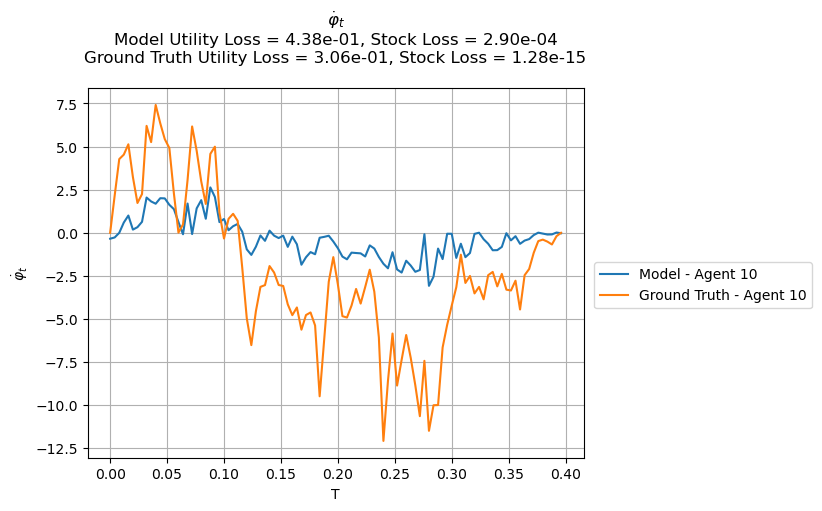 φ̇_t
Model Utility Loss = 4.38e-01, Stock Loss = 2.90e-04
Ground Truth Utility Loss = 3.06e-01, Stock Loss = 1.28e-15
7.5
5.0
2.5
0.0
−2.5
−5.0
−7.5
−10.0
−12.5
φ̇_t
0.00 0.05 0.10 0.15 0.20 0.25 0.30 0.35 0.40
T
Model - Agent 10
Ground Truth - Agent 10